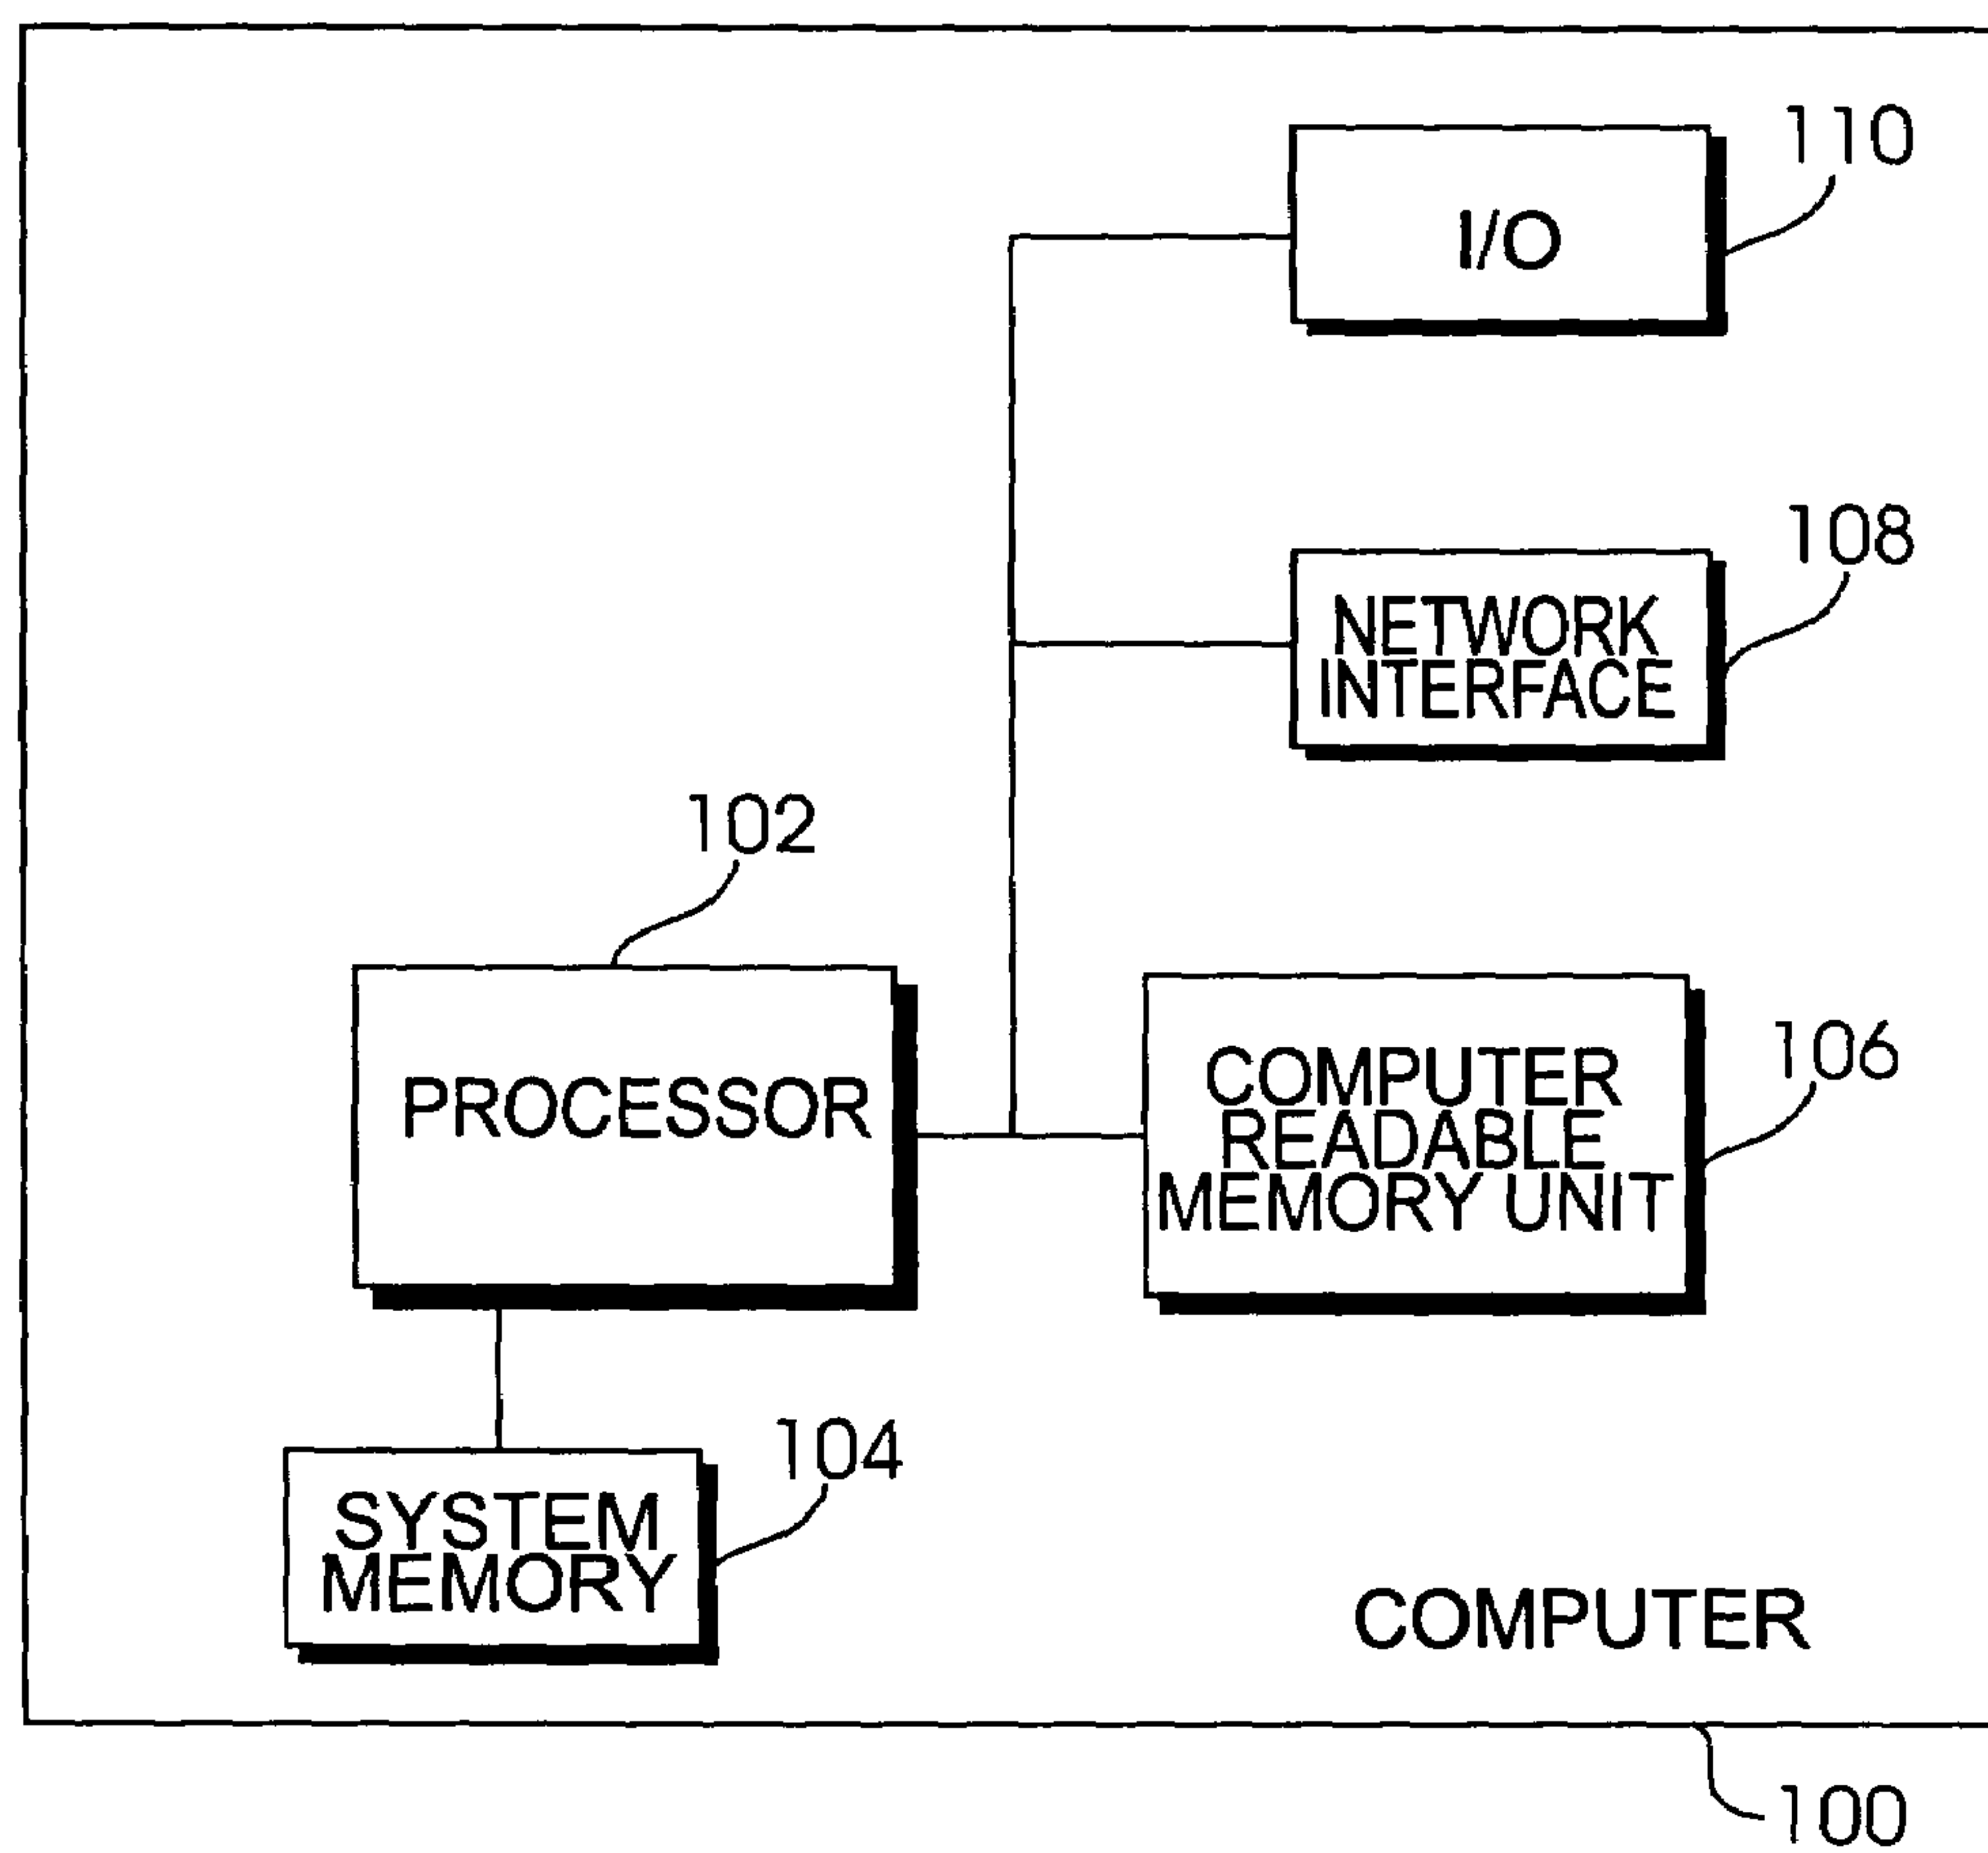 110
I/O
108
NETWORK
INTERFACE
102
PROCESSOR
106
COMPUTER
READABLE
MEMORY UNIT
104
SYSTEM
MEMORY
COMPUTER
100